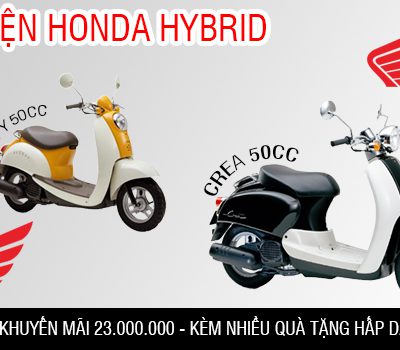 ỆN HONDA HYBRID
Y 50CC
CREA 50CC
KHUYẾN MÃI 23.000.000 - KÈM NHIỀU QUÀ TẶNG HẤP D